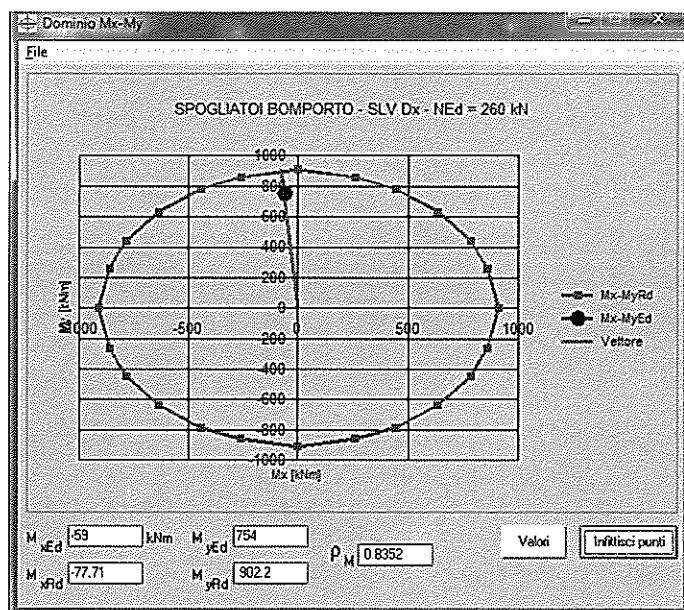 Dominio Mx-My
File
SPOGLIATOI BOMPORTO - SLV Dx - NEd = 260 kN
1000
800
600
400
200
0
-200
-400
-600
-800
-1000
-500
0
500
1000
My [kNm]
Mx [kNm]
Mx-MyRd
Mx-MyEd
Vettore
M xEd -59 kNm M yEd 754
ρ M 0.8352
Valori Infittisci punti
M xRd -77.71 M yRd 902.2